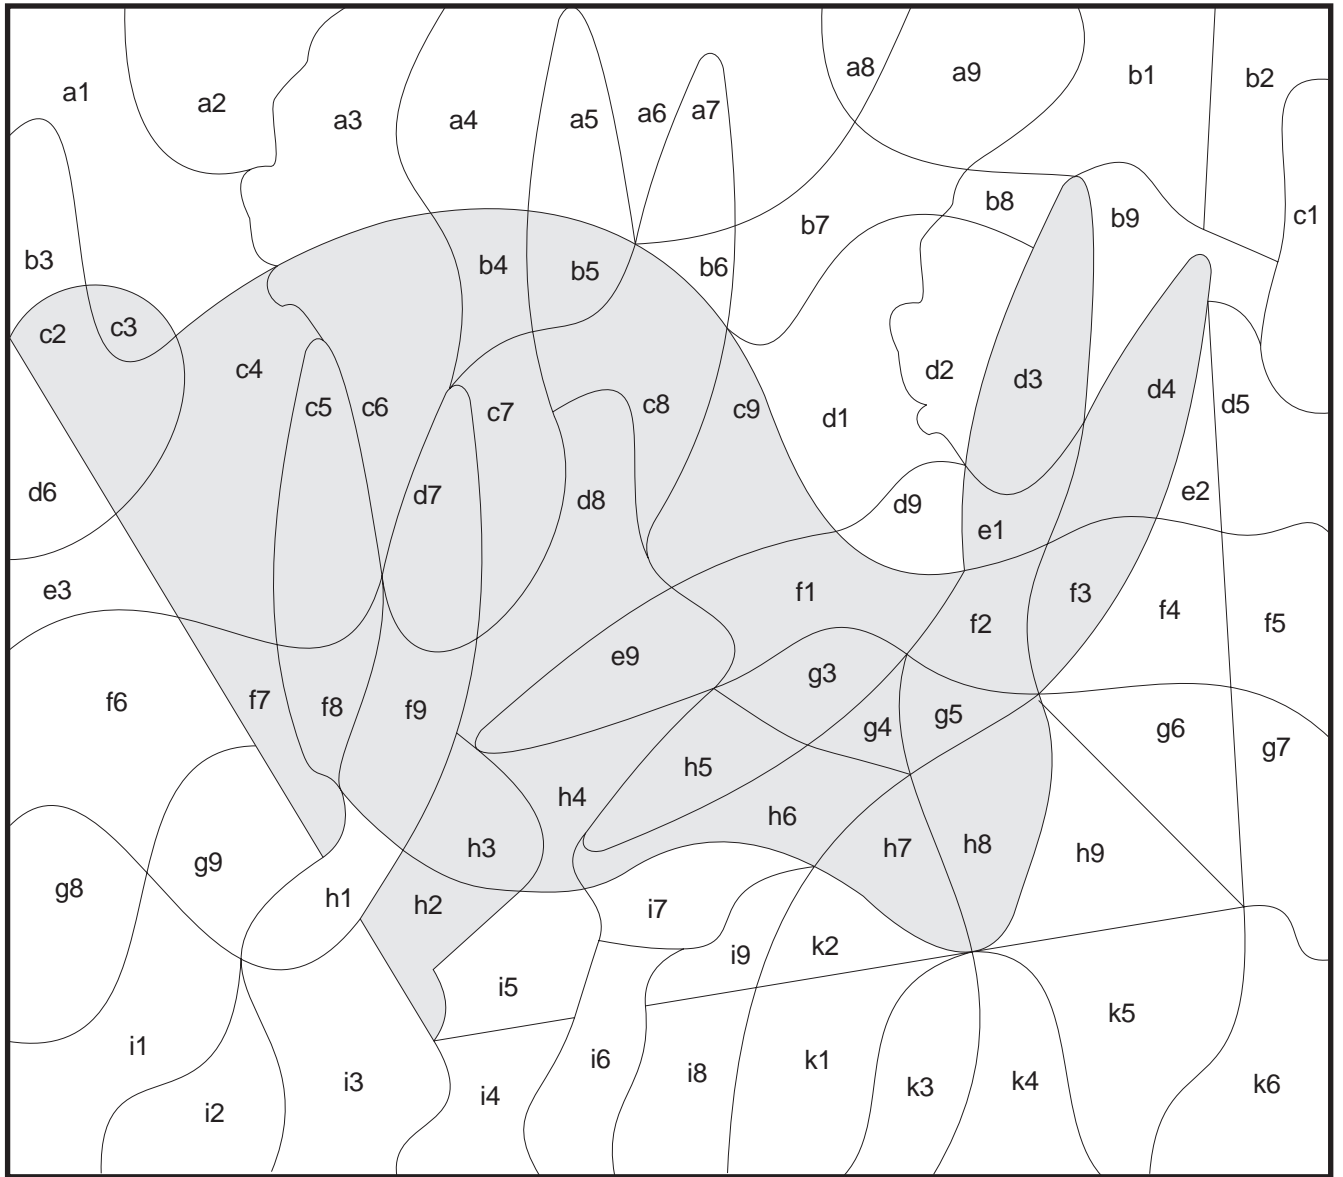 a1 a2 a3 a4 a5 a6 a7 a8 a9 b1 b2
b3 b4 b5 b6 b7 b8 b9 c1
c2 c3 c4 c5 c6 c7 c8 c9 d1 d2 d3 d4 d5
d6 d7 d8 d9 e1 e2
e3 e9 f1 f2 f3 f4 f5
f6 f7 f8 f9 g3 g4 g5 g6 g7
g8 g9 h1 h2 h3 h4 h5 h6 h7 h8 h9
i1 i2 i3 i4 i5 i6 i7 i8 i9 k1 k2 k3 k4 k5 k6